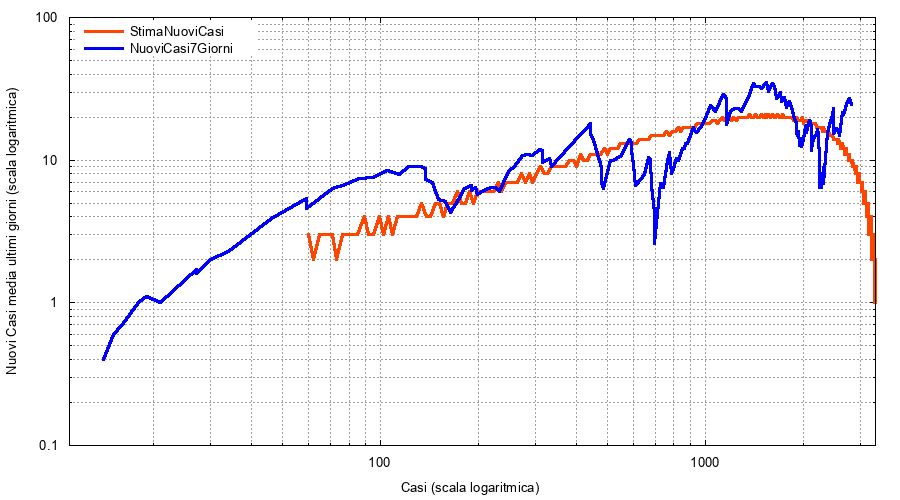 100
StimaNuoviCasi
NuoviCasi7Giorni
10
1
0.1
Nuovi Casi media ultimi giorni (scala logaritmica)
100
1000
Casi (scala logaritmica)